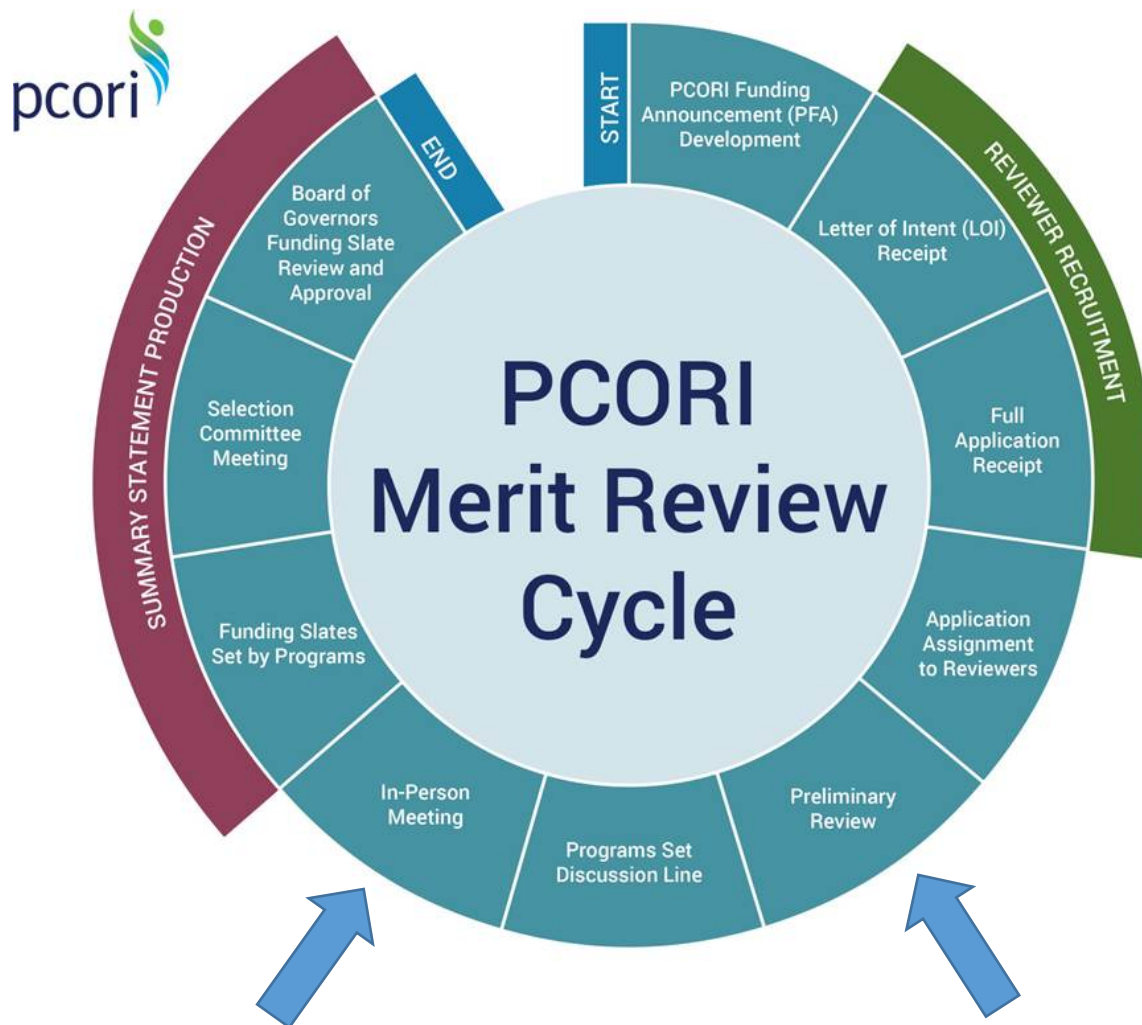 pcori
START
PCORI Funding
Announcement (PFA)
Development
REVIEWER RECRUITMENT
Letter of Intent (LOI)
Receipt
Full
Application
Receipt
Application
Assignment
to Reviewers
Preliminary
Review
Programs Set
Discussion Line
In-Person
Meeting
SUMMARY STATEMENT PRODUCTION
Funding Slates
Set by Programs
Selection
Committee
Meeting
Board of
Governors
Funding Slate
Review and
Approval
END
PCORI
Merit Review
Cycle